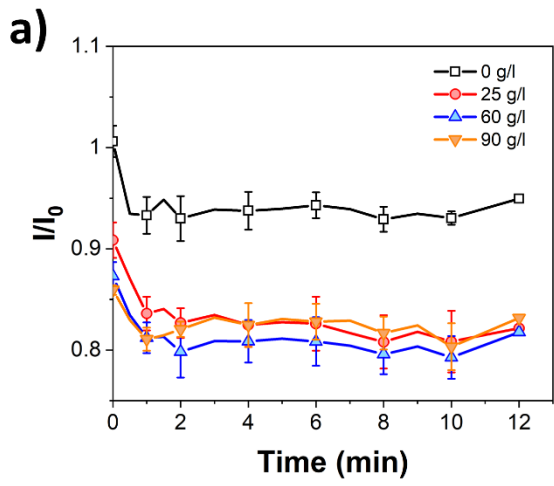 a)
1.1
1
0.9
0.8
I/I₀
0 g/l
25 g/l
60 g/l
90 g/l
0 2 4 6 8 10 12
Time (min)